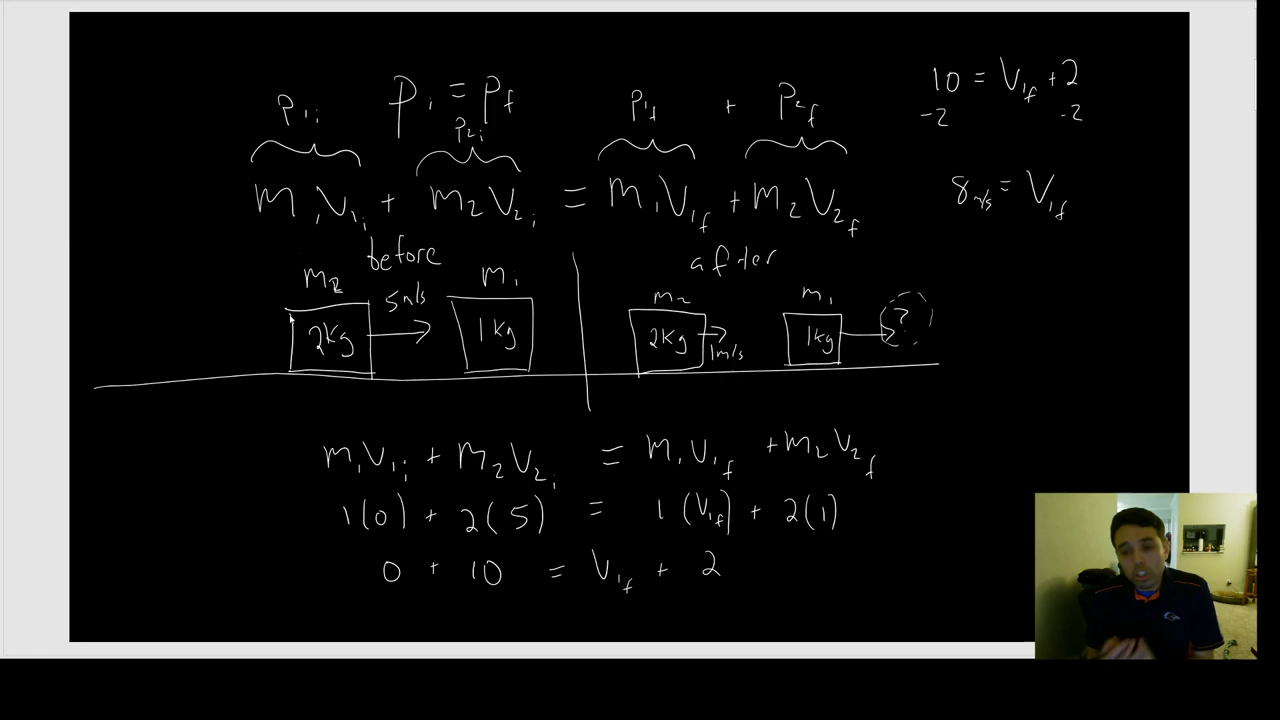 Pi = Pf
P1i P2i P1f + P2f
m1V1i + m2V2i = m1V1f + m2V2f
before
m2 5m/s m1
2kg 1kg
after
m2 m1 ?
2kg 1m/s 1kg
m1V1i + m2V2i = m1V1f + m2V2f
1(0) + 2(5) = 1(V1f) + 2(1)
0 + 10 = V1f + 2
10 = V1f + 2
-2 -2
8m/s = V1f